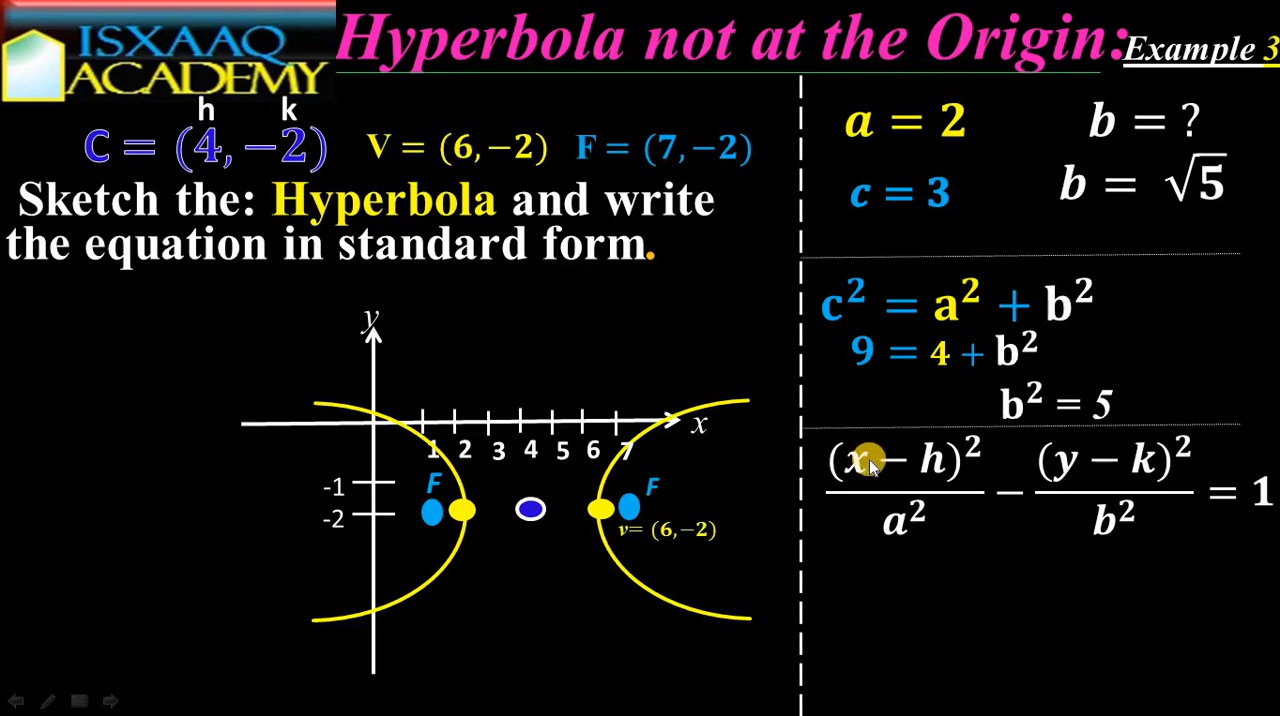 ISXAAQ
ACADEMY
Hyperbola not at the Origin:
Example 3
h k
C = (4, −2) V = (6, −2) F = (7, −2)
Sketch the: Hyperbola and write
the equation in standard form.
a = 2 b = ?
c = 3 b = √5
c² = a² + b²
9 = 4 + b²
b² = 5
(x − h)²/a² − (y − k)²/b² = 1
y
x
1 2 3 4 5 6 7
-1
-2
F
F
v= (6, −2)